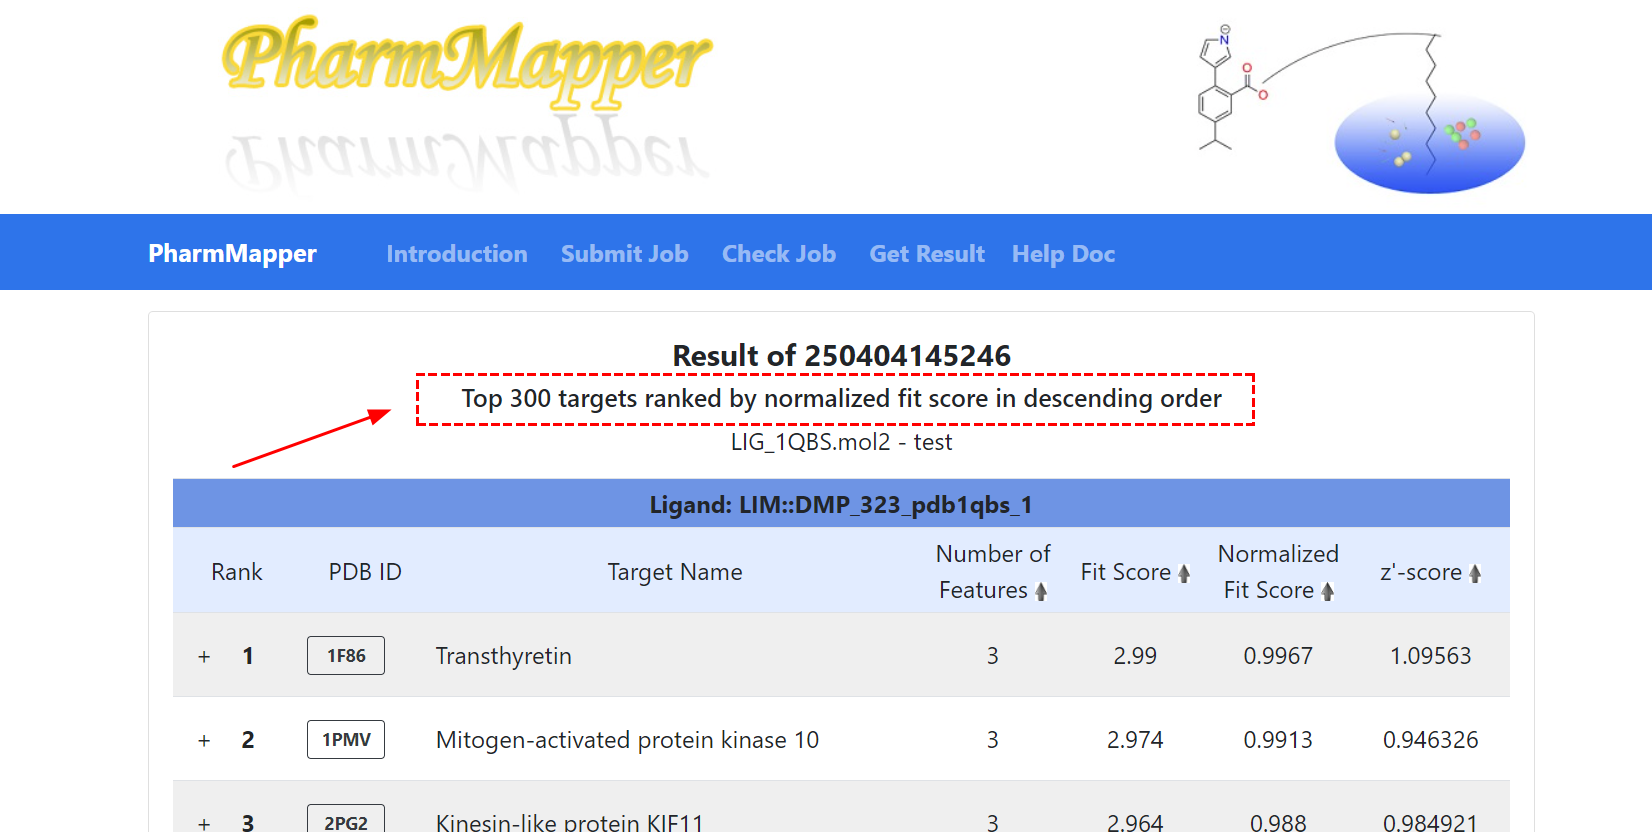 PharmMapper
N
O
O
PharmMapper Introduction Submit Job Check Job Get Result Help Doc
Result of 250404145246
Top 300 targets ranked by normalized fit score in descending order
LIG_1QBS.mol2 - test
Ligand: LIM::DMP_323_pdb1qbs_1
Rank PDB ID Target Name Number of Features Fit Score Normalized Fit Score z'-score
+ 1 1F86 Transthyretin 3 2.99 0.9967 1.09563
+ 2 1PMV Mitogen-activated protein kinase 10 3 2.974 0.9913 0.946326
+ 3 2PG2 Kinesin-like protein KIF11 3 2.964 0.988 0.984921